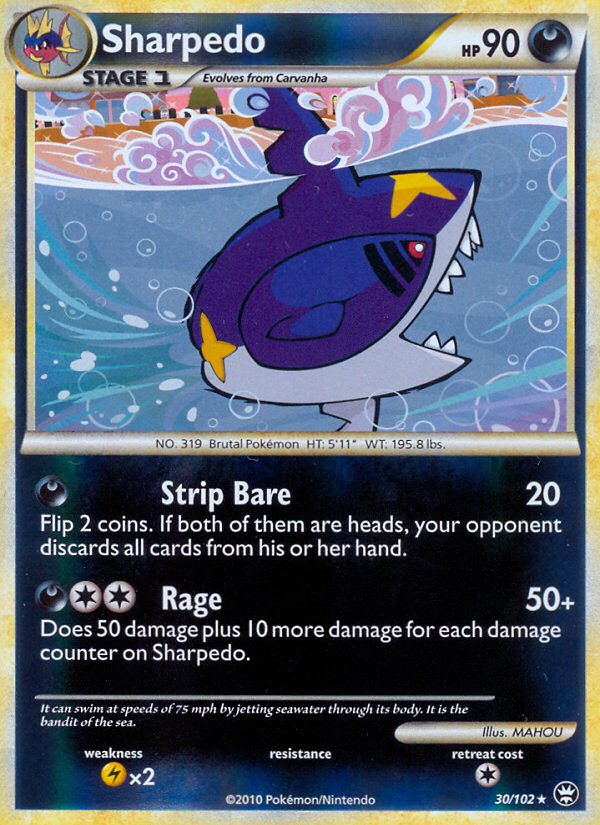 Sharpedo HP 90
STAGE 1 Evolves from Carvanha
NO. 319 Brutal Pokémon HT: 5'11" WT: 195.8 lbs.
Strip Bare 20
Flip 2 coins. If both of them are heads, your opponent
discards all cards from his or her hand.
Rage 50+
Does 50 damage plus 10 more damage for each damage
counter on Sharpedo.
It can swim at speeds of 75 mph by jetting seawater through its body. It is the
bandit of the sea.
Illus. MAHOU
weakness resistance retreat cost
×2
©2010 Pokémon/Nintendo 30/102 ★